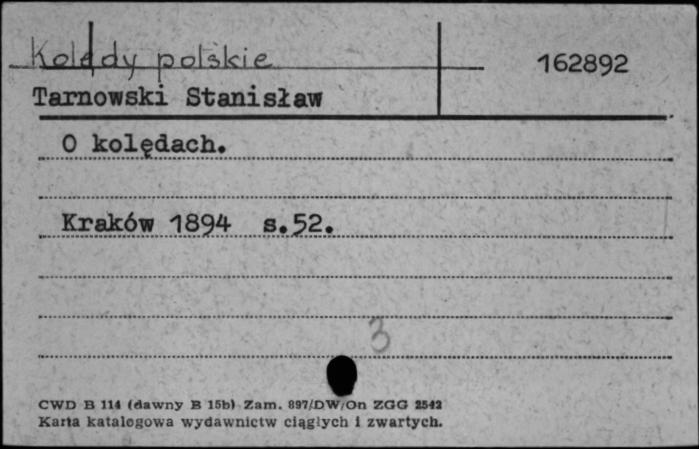 Kolędy polskie 162892
Tarnowski Stanisław
O kolędach.
Kraków 1894 s.52.
3
CWD B 114 (dawny B 15b) Zam. 897/DW/On ZGG 2542
Karta katalogowa wydawnictw ciągłych i zwartych.